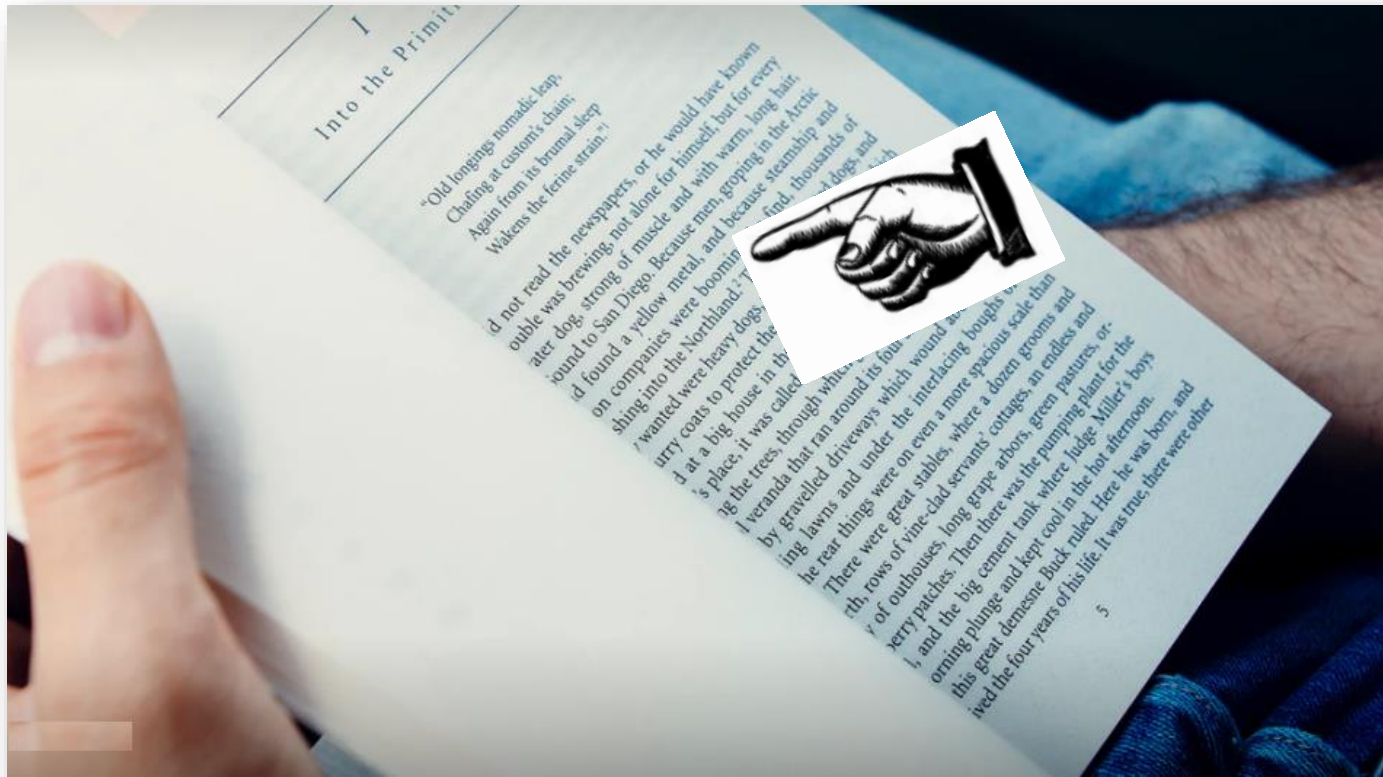 I
Into the Primiti
"Old longings nomadic leap,
Chafing at custom's chain;
Again from its brumal sleep
Wakens the ferine strain."¹
d not read the newspapers, or he would have known
ouble was brewing, not alone for himself, but for every
ater dog, strong of muscle and with warm, long hair,
ound to San Diego. Because men, groping in the Arctic
d found a yellow metal, and because steamship and
on companies were boomin find, thousands of
shing into the Northland.² dogs, and
wanted were heavy dogs hich
urry coats to protect the
d at a big house in th
's place, it was called
ng the trees, through whic
l veranda that ran around its four
by gravelled driveways which wound ab
ing lawns and under the interlacing boughs o
he rear things were on even a more spacious scale than
There were great stables, where a dozen grooms and
rth, rows of vine-clad servants' cottages, an endless and
y of outhouses, long grape arbors, green pastures, or-
berry patches. Then there was the pumping plant for the
l, and the big cement tank where Judge Miller's boys
orning plunge and kept cool in the hot afternoon.
this great demesne Buck ruled. Here he was born, and
ived the four years of his life. It was true, there were other
5